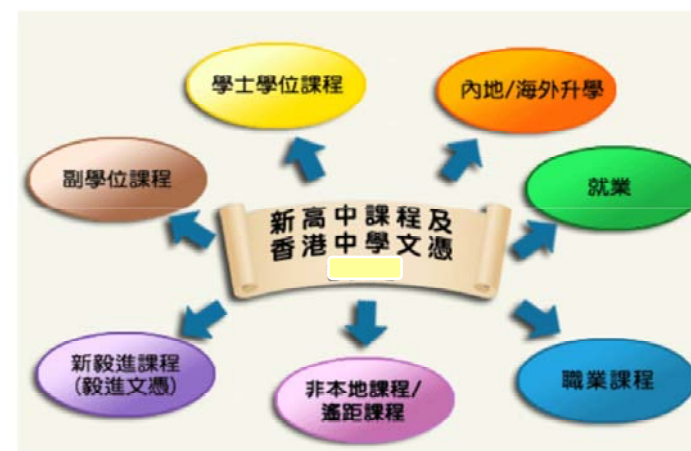 學士學位課程
內地/海外升學
副學位課程
就業
新高中課程及
香港中學文憑
新毅進課程
(毅進文憑)
非本地課程/
遙距課程
職業課程